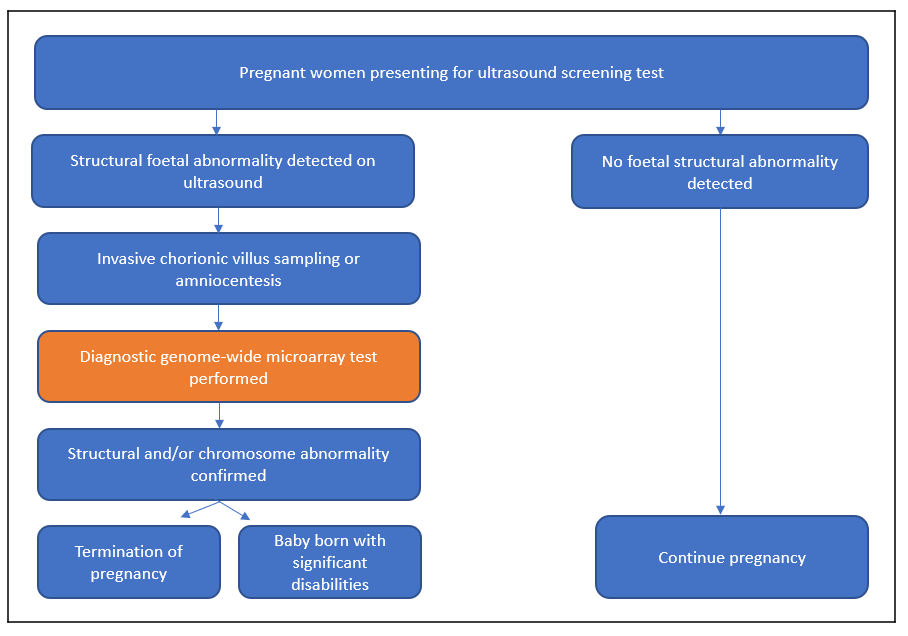 Pregnant women presenting for ultrasound screening test
Structural foetal abnormality detected on
ultrasound
No foetal structural abnormality
detected
Invasive chorionic villus sampling or
amniocentesis
Diagnostic genome-wide microarray test
performed
Structural and/or chromosome abnormality
confirmed
Termination of
pregnancy
Baby born with
significant
disabilities
Continue pregnancy